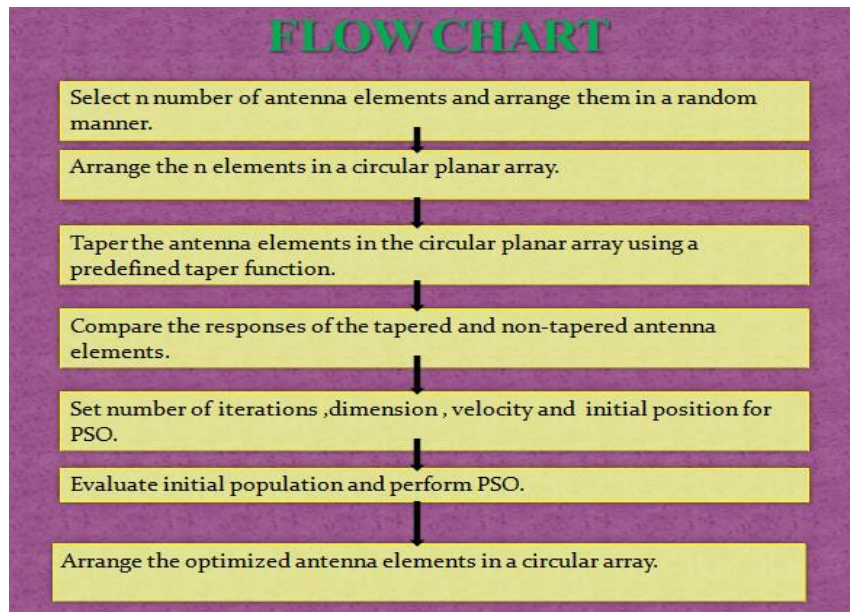 FLOW CHART
Select n number of antenna elements and arrange them in a random
manner.
Arrange the n elements in a circular planar array.
Taper the antenna elements in the circular planar array using a
predefined taper function.
Compare the responses of the tapered and non-tapered antenna
elements.
Set number of iterations ,dimension , velocity and initial position for
PSO.
Evaluate initial population and perform PSO.
Arrange the optimized antenna elements in a circular array.